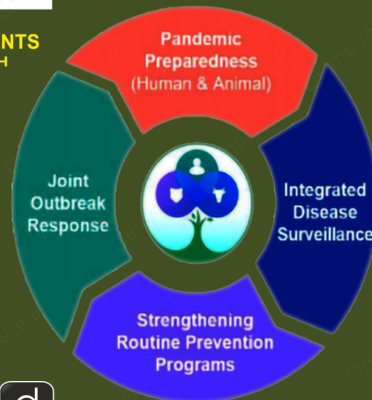 NTS
H
Pandemic
Preparedness
(Human & Animal)
Integrated
Disease
Surveillance
Strengthening
Routine Prevention
Programs
Joint
Outbreak
Response